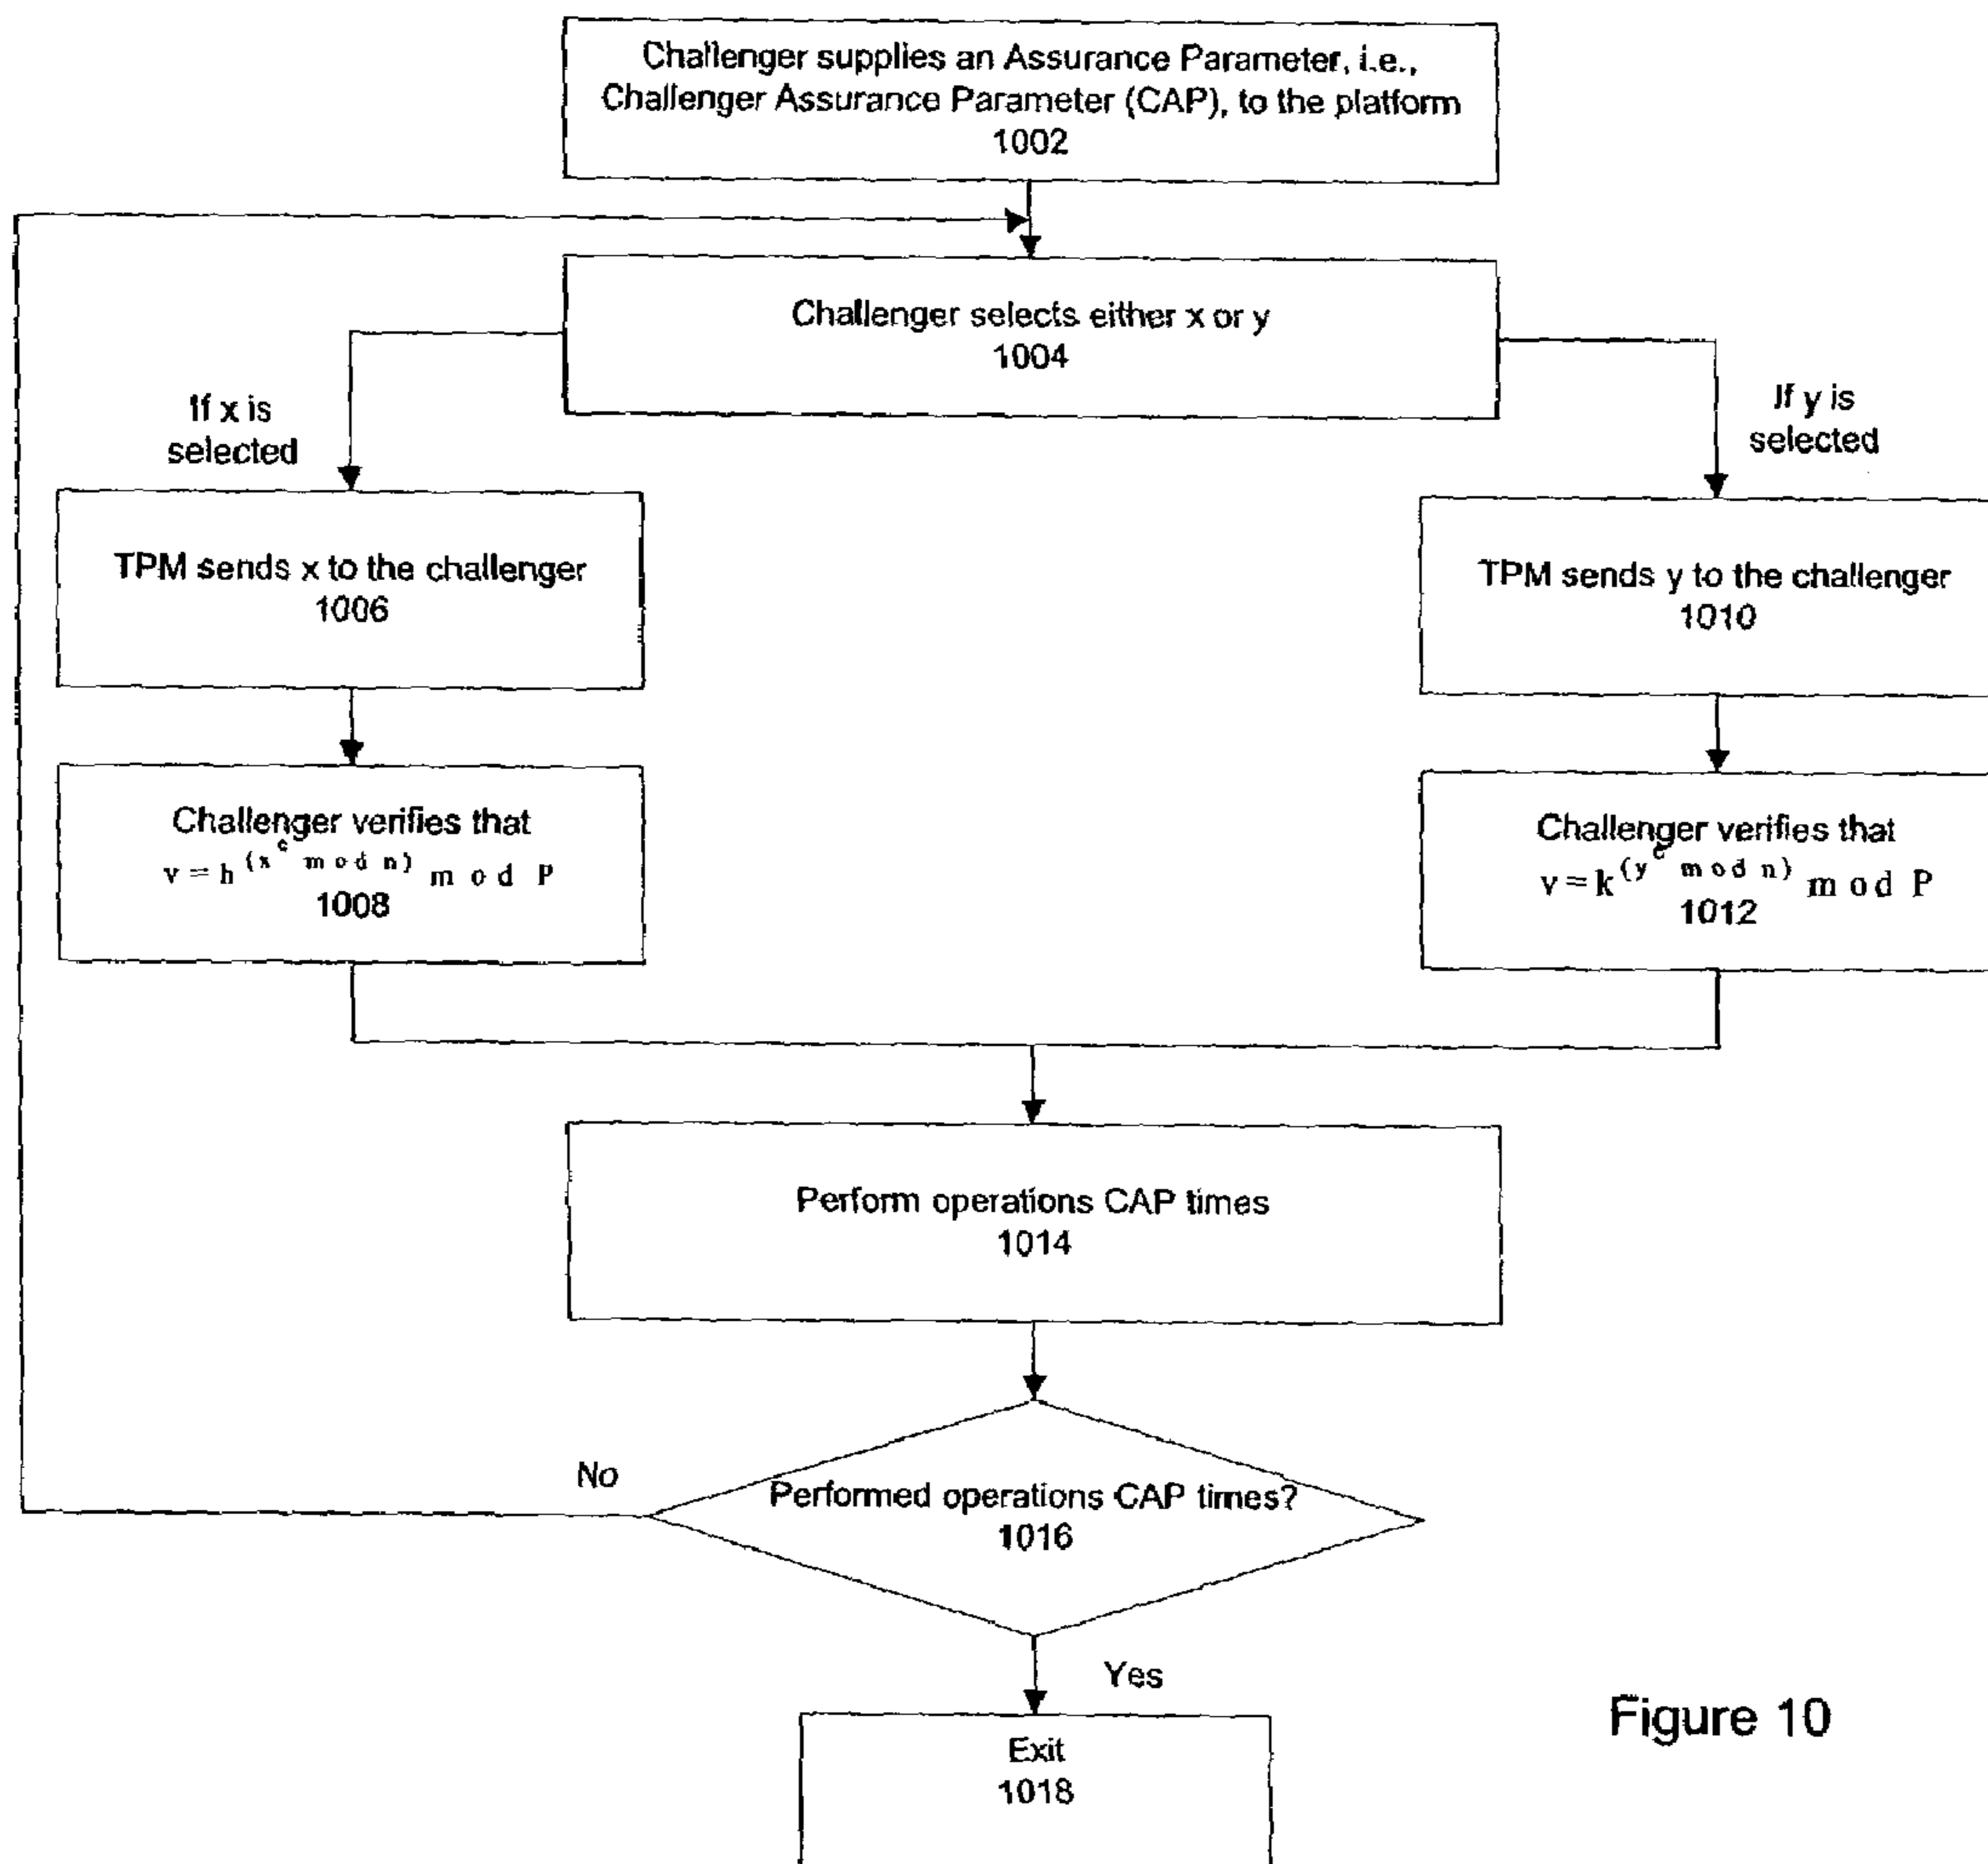 Challenger supplies an Assurance Parameter, i.e.,
Challenger Assurance Parameter (CAP), to the platform
1002
Challenger selects either x or y
1004
If x is
selected
If y is
selected
TPM sends x to the challenger
1006
TPM sends y to the challenger
1010
Challenger verifies that
v = h^(x^e mod n) mod P
1008
Challenger verifies that
v = k^(y^e mod n) mod P
1012
Perform operations CAP times
1014
No
Performed operations CAP times?
1016
Yes
Exit
1018
Figure 10